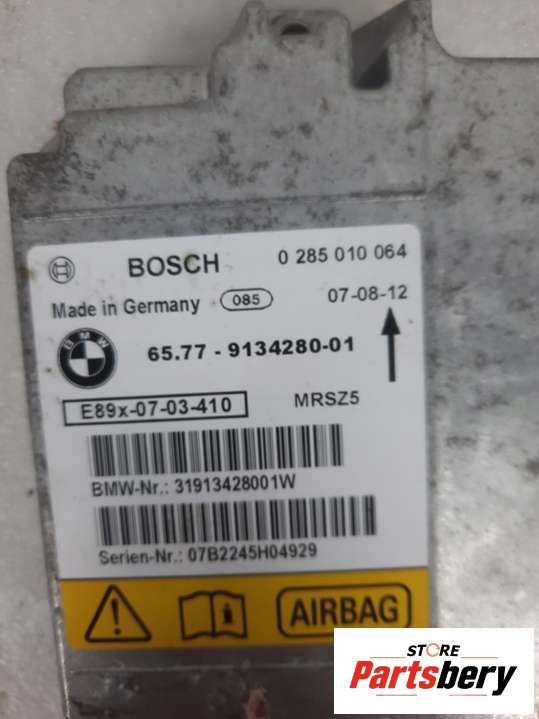 BOSCH 0 285 010 064
Made in Germany 085 07-08-12
BMW 65.77 - 9134280-01
E89x-07-03-410 MRSZ5
BMW-Nr.: 31913428001W
Serien-Nr.: 07B2245H04929
AIRBAG
STORE
Partsbery